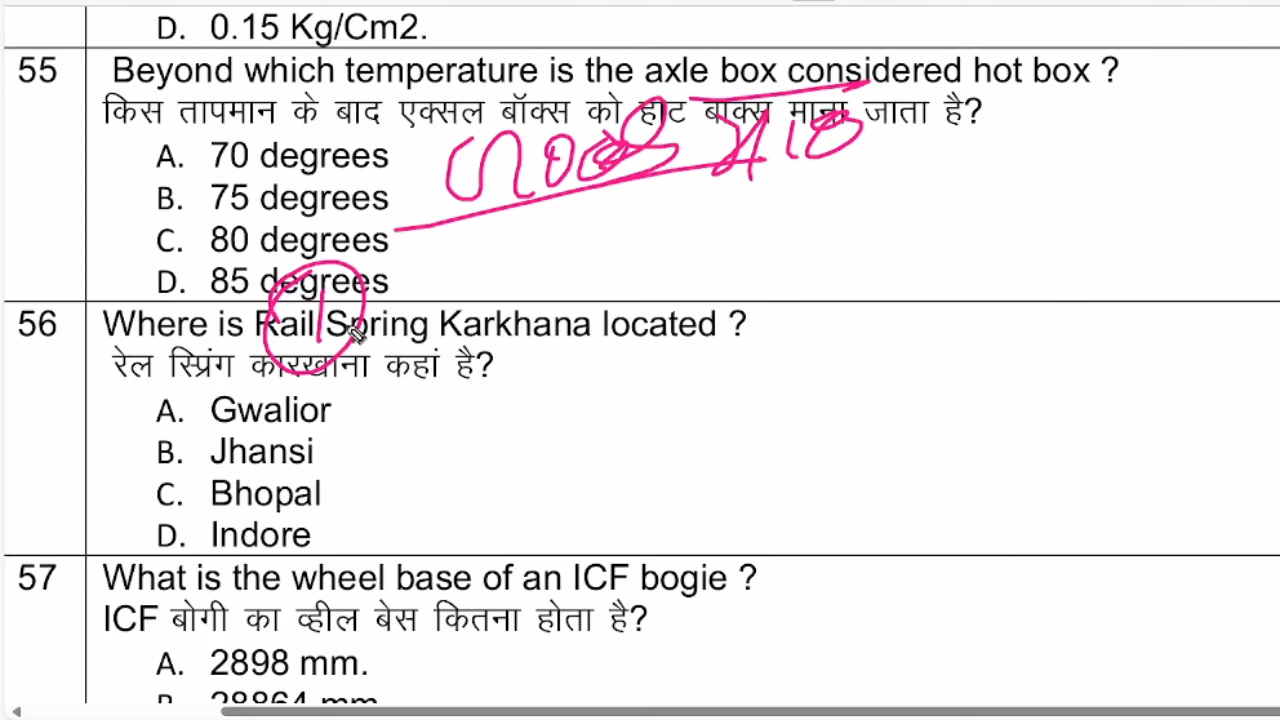 D. 0.15 Kg/Cm2.
55 Beyond which temperature is the axle box considered hot box ?
किस तापमान के बाद एक्सल बॉक्स को हाट बाक्स माना जाता है?
A. 70 degrees
B. 75 degrees
C. 80 degrees
D. 85 degrees
56 Where is Rail Spring Karkhana located ?
रेल स्प्रिंग कारखाना कहां है?
A. Gwalior
B. Jhansi
C. Bhopal
D. Indore
57 What is the wheel base of an ICF bogie ?
ICF बोगी का व्हील बेस कितना होता है?
A. 2898 mm.